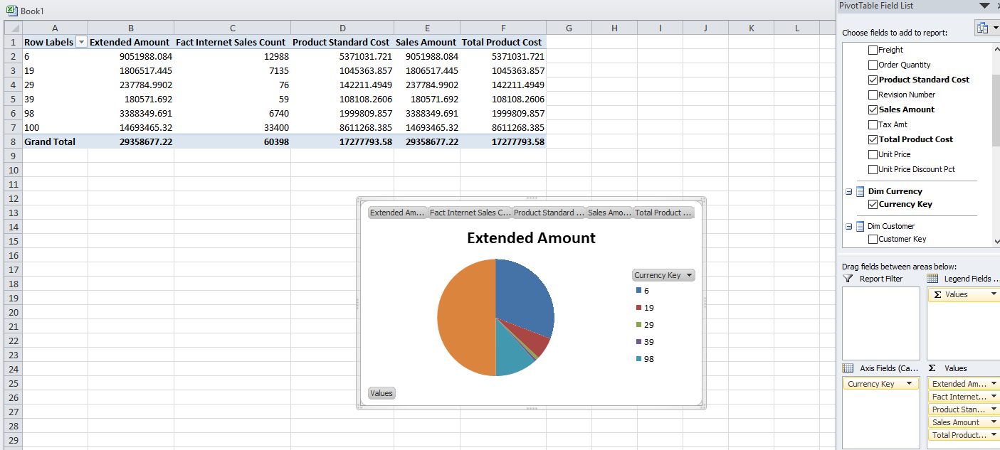 Book1
A B C D E F G H I J K L
1 Row Labels Extended Amount Fact Internet Sales Count Product Standard Cost Sales Amount Total Product Cost
2 6 9051988.084 12988 5371031.721 9051988.084 5371031.721
3 19 1806517.445 7135 1045363.857 1806517.445 1045363.857
4 29 237784.9902 76 142211.4949 237784.9902 142211.4949
5 39 180571.692 59 108108.2606 180571.692 108108.2606
6 98 3388349.691 6740 1999809.857 3388349.691 1999809.857
7 100 14693465.32 33400 8611268.385 14693465.32 8611268.385
8 Grand Total 29358677.22 60398 17277793.58 29358677.22 17277793.58
9
10
11
12
13
14
15
16
17
18
19
20
21
22
23
24
25
26
27
28
29
Extended Am... Fact Internet Sales C... Product Standard ... Sales Amo... Total Product ...
Extended Amount
Currency Key
6
19
29
39
98
Values
PivotTable Field List
Choose fields to add to report:
Freight
Order Quantity
Product Standard Cost
Revision Number
Sales Amount
Tax Amt
Total Product Cost
Unit Price
Unit Price Discount Pct
Dim Currency
Currency Key
Dim Customer
Customer Key
Drag fields between areas below:
Report Filter Legend Fields ...
Σ Values
Axis Fields (Ca... Σ Values
Currency Key Extended Am...
Fact Internet...
Product Stan...
Sales Amount
Total Product...